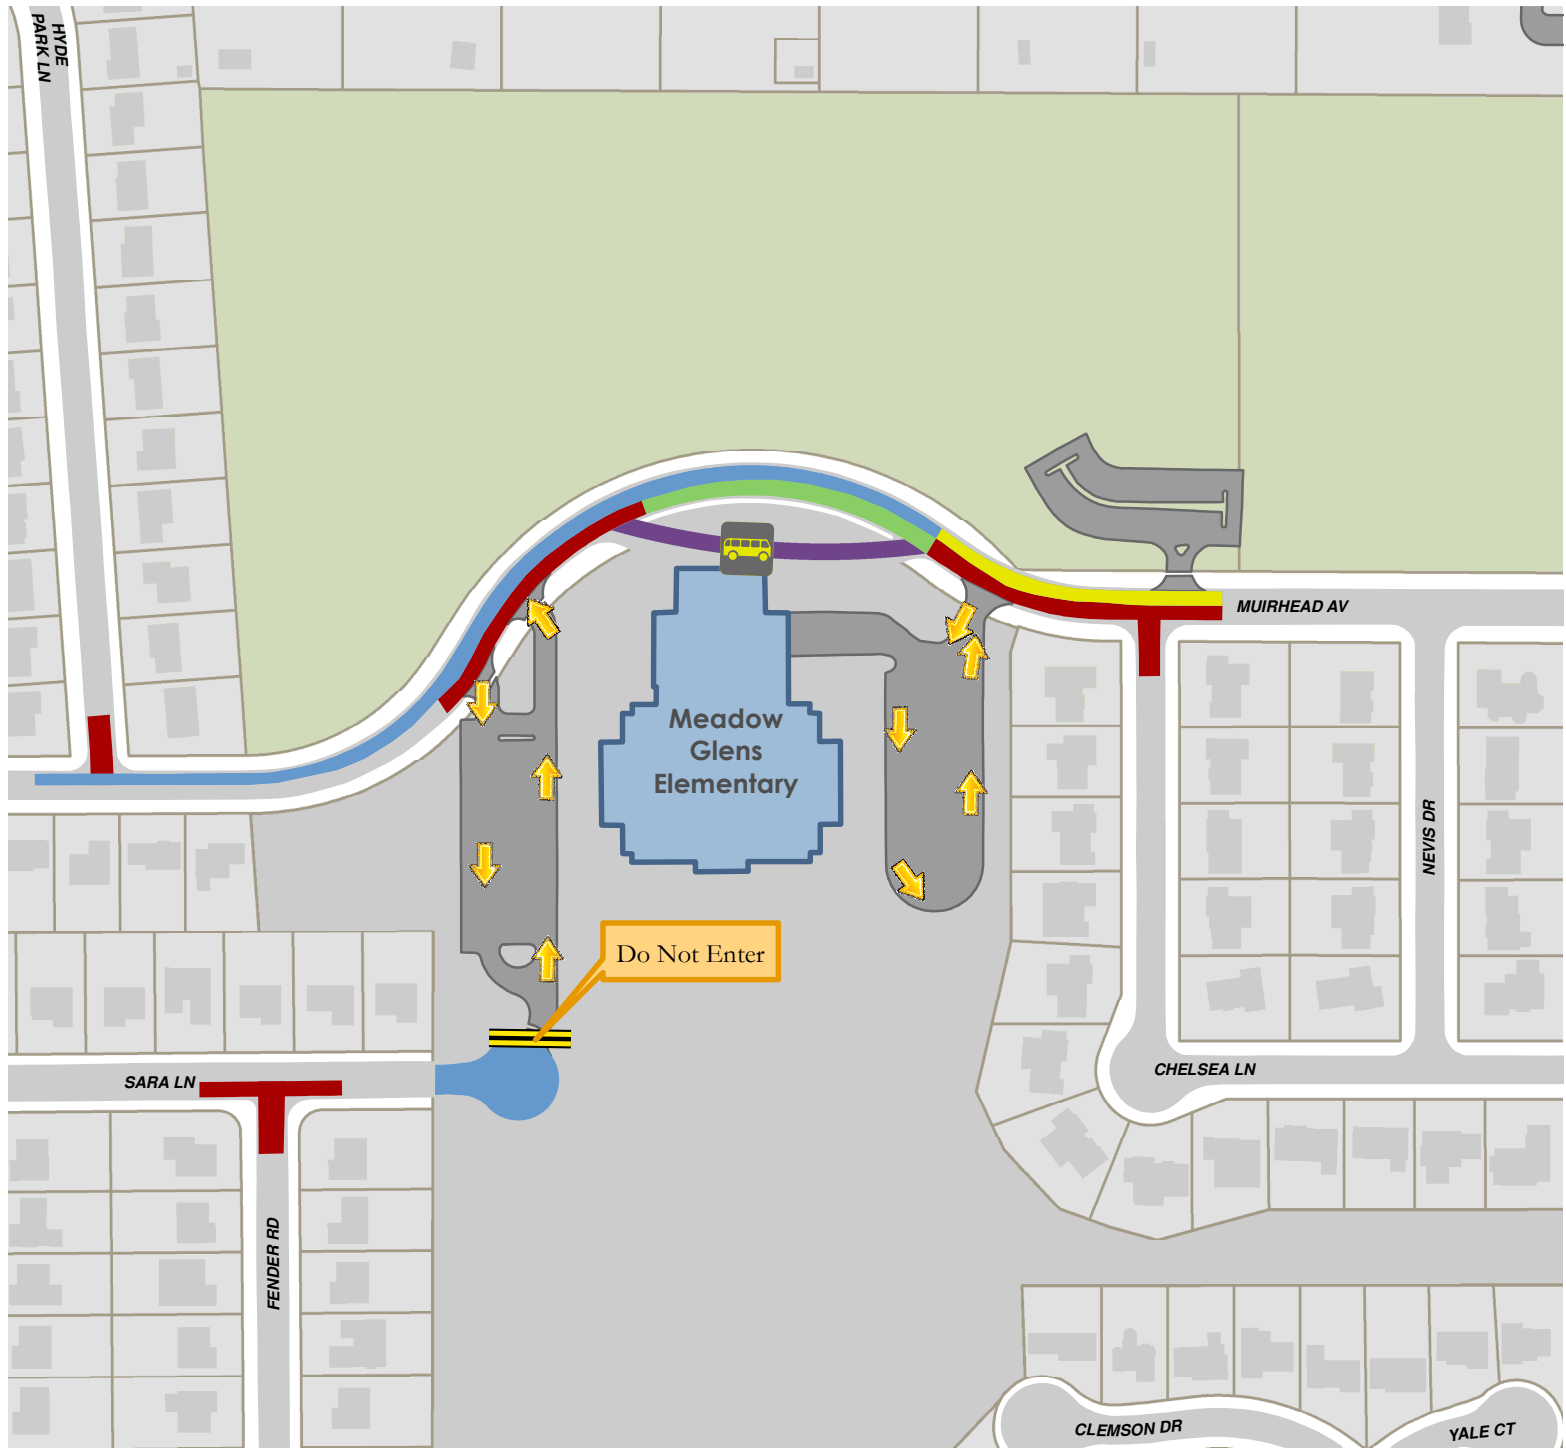 HYDE
PARK LN
MUIRHEAD AV
Meadow
Glens
Elementary
NEVIS DR
Do Not Enter
SARA LN
CHELSEA LN
FENDER RD
CLEMSON DR
YALE CT